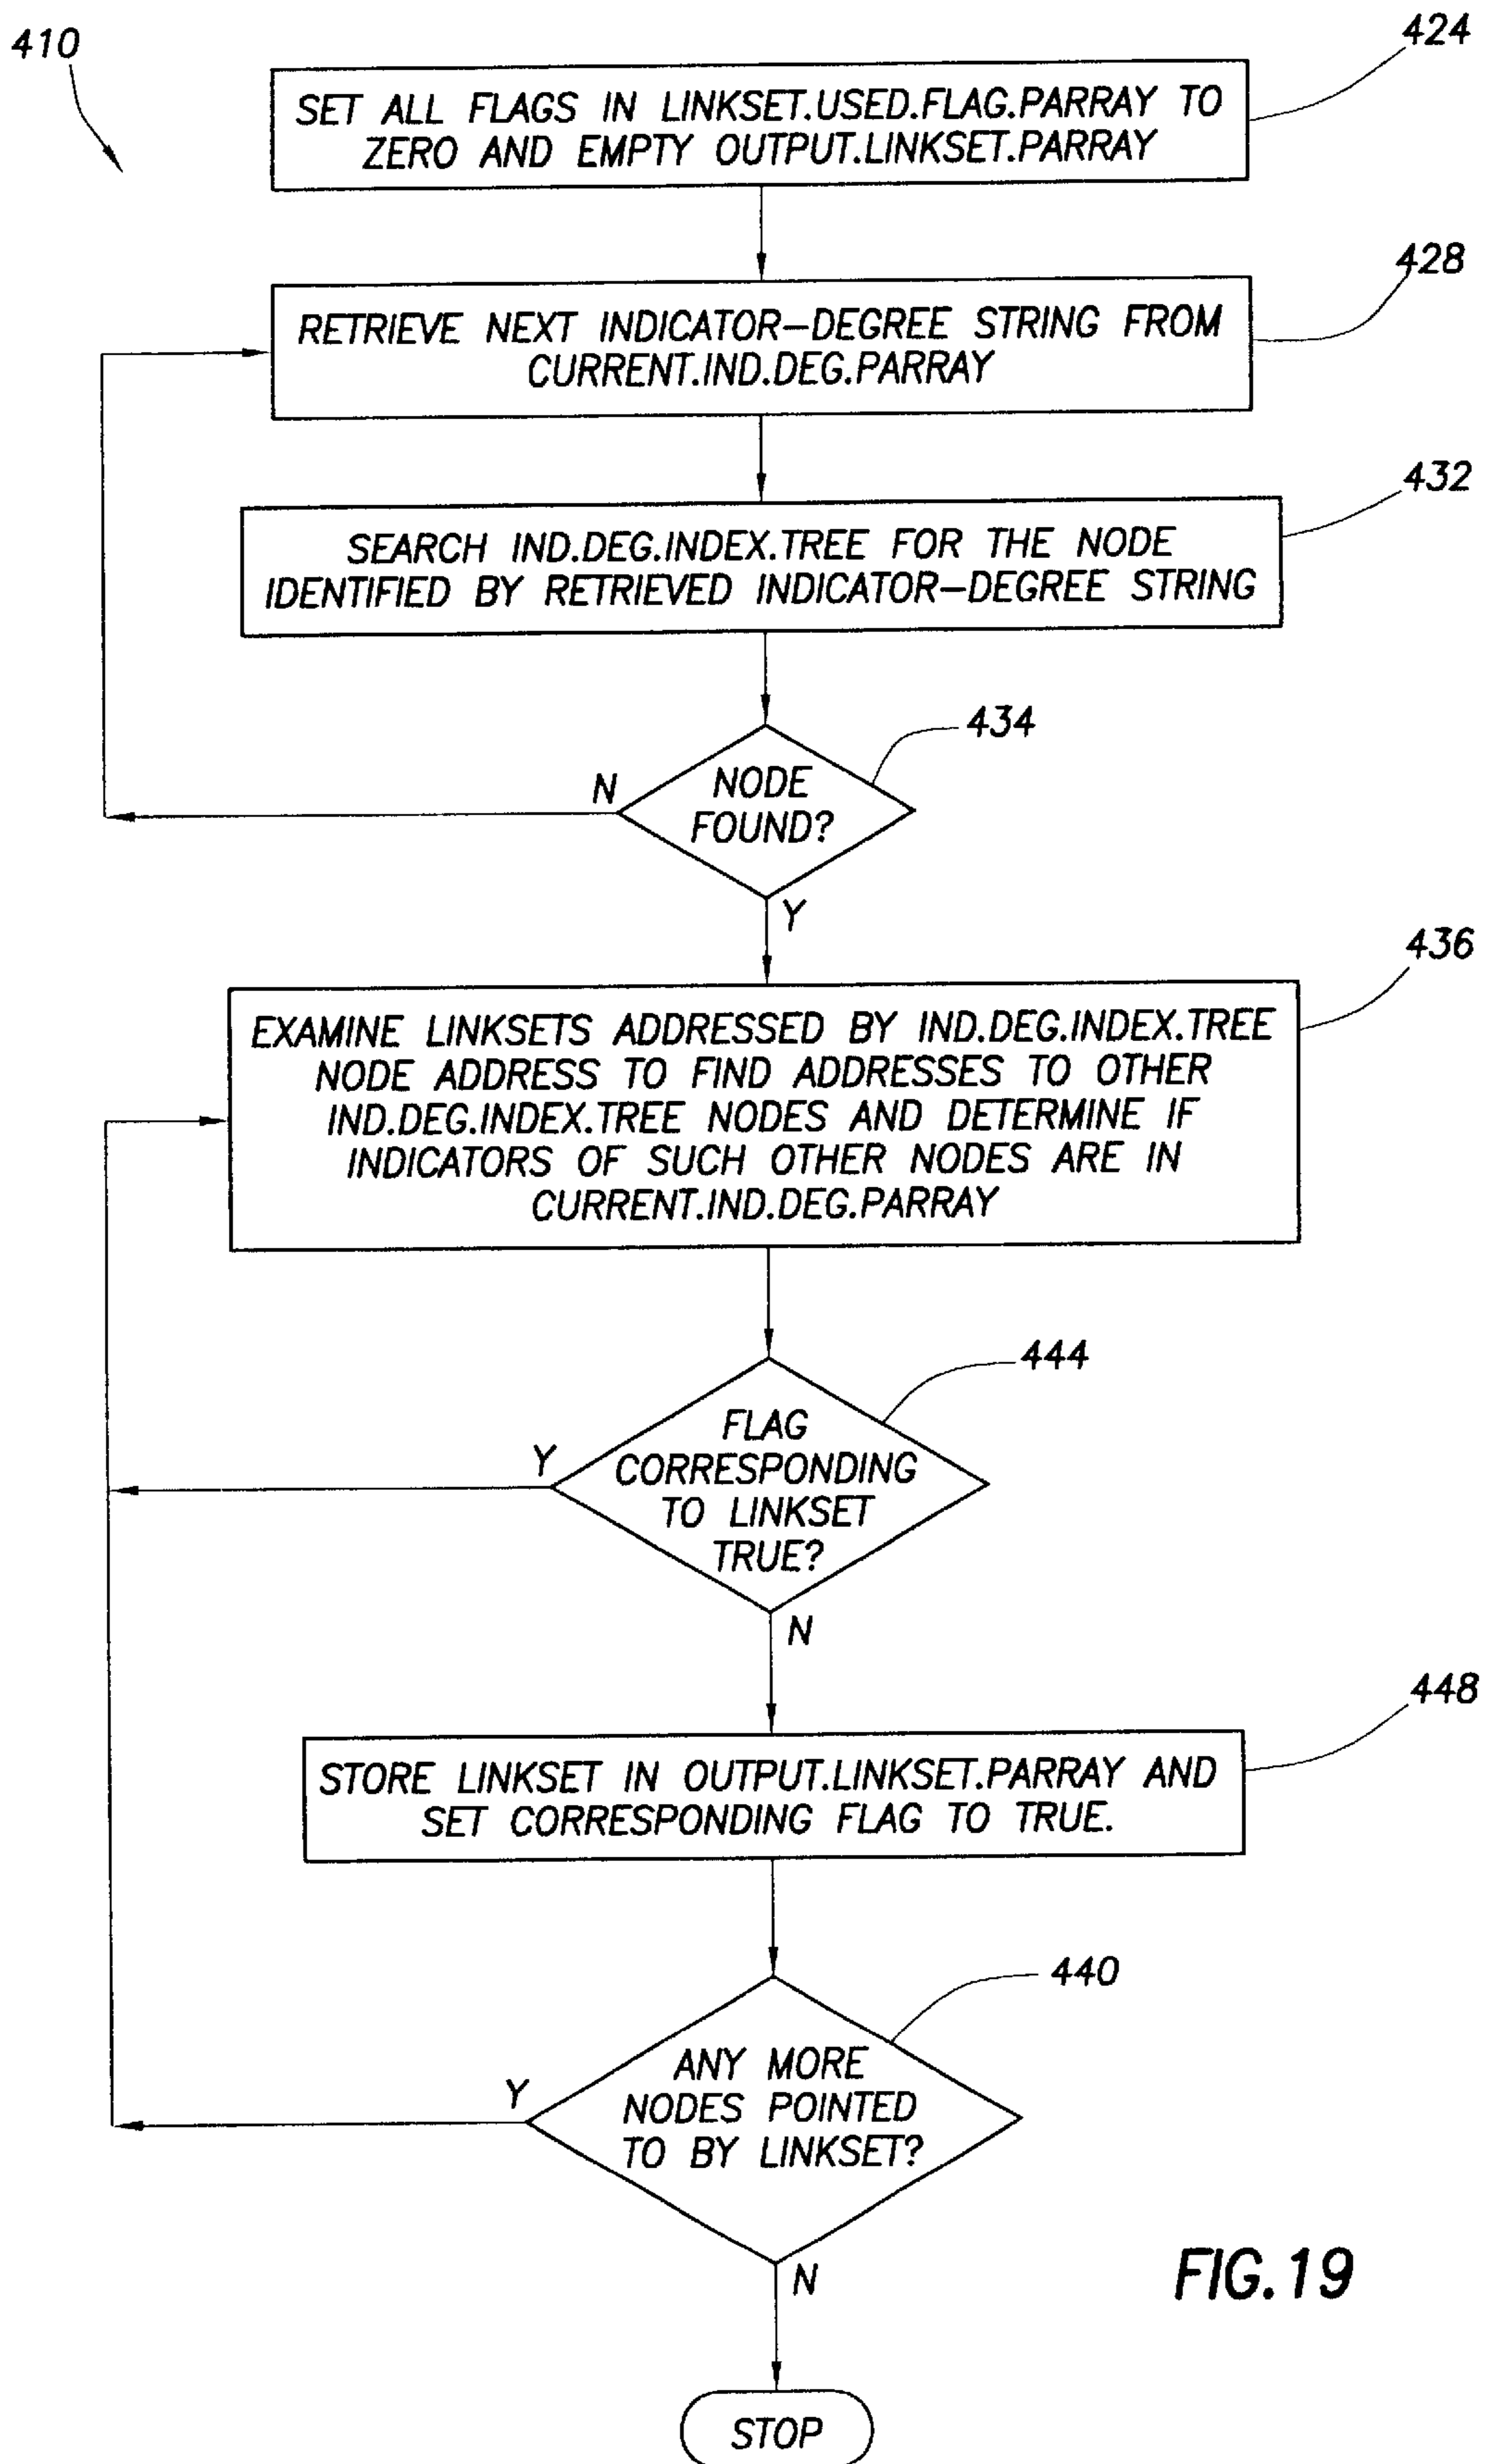 410
424
SET ALL FLAGS IN LINKSET.USED.FLAG.PARRAY TO
ZERO AND EMPTY OUTPUT.LINKSET.PARRAY
428
RETRIEVE NEXT INDICATOR-DEGREE STRING FROM
CURRENT.IND.DEG.PARRAY
432
SEARCH IND.DEG.INDEX.TREE FOR THE NODE
IDENTIFIED BY RETRIEVED INDICATOR-DEGREE STRING
434
N
NODE
FOUND?
Y
436
EXAMINE LINKSETS ADDRESSED BY IND.DEG.INDEX.TREE
NODE ADDRESS TO FIND ADDRESSES TO OTHER
IND.DEG.INDEX.TREE NODES AND DETERMINE IF
INDICATORS OF SUCH OTHER NODES ARE IN
CURRENT.IND.DEG.PARRAY
444
Y
FLAG
CORRESPONDING
TO LINKSET
TRUE?
N
448
STORE LINKSET IN OUTPUT.LINKSET.PARRAY AND
SET CORRESPONDING FLAG TO TRUE.
440
Y
ANY MORE
NODES POINTED
TO BY LINKSET?
N
FIG.19
STOP